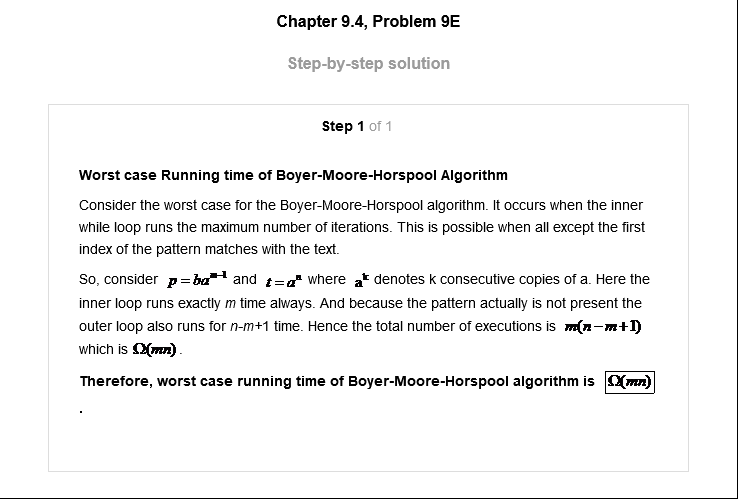 Chapter 9.4, Problem 9E
Step-by-step solution
Step 1 of 1
Worst case Running time of Boyer-Moore-Horspool Algorithm
Consider the worst case for the Boyer-Moore-Horspool algorithm. It occurs when the inner
while loop runs the maximum number of iterations. This is possible when all except the first
index of the pattern matches with the text.
So, consider p = ba^{m-1} and t = a^n where a^k denotes k consecutive copies of a. Here the
inner loop runs exactly m time always. And because the pattern actually is not present the
outer loop also runs for n-m+1 time. Hence the total number of executions is m(n-m+1)
which is Ω(mn).
Therefore, worst case running time of Boyer-Moore-Horspool algorithm is Ω(mn)
.